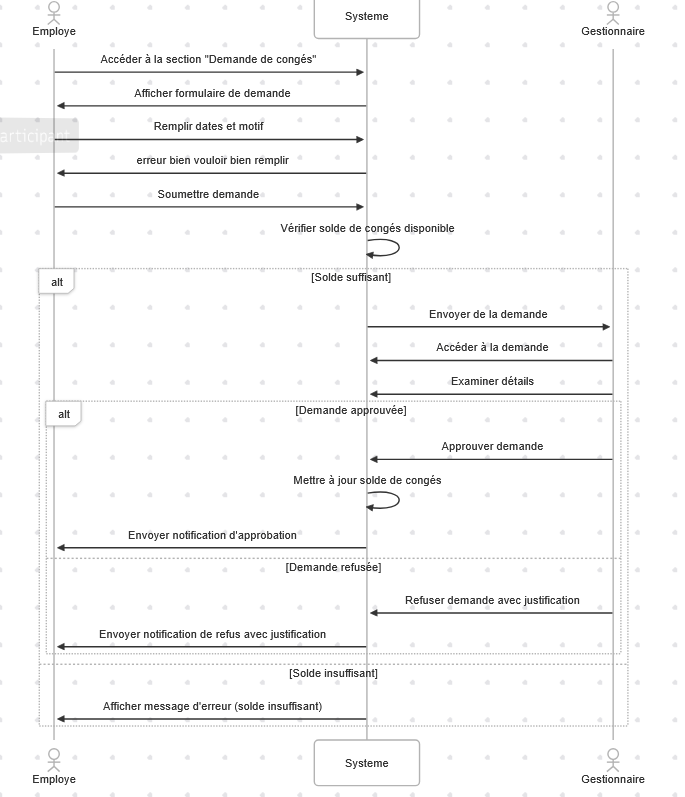 Employe
Systeme
Gestionnaire
Accéder à la section "Demande de congés"
Afficher formulaire de demande
articipant
Remplir dates et motif
erreur bien vouloir bien remplir
Soumettre demande
Vérifier solde de congés disponible
alt
[Solde suffisant]
Envoyer de la demande
Accéder à la demande
Examiner détails
alt
[Demande approuvée]
Approuver demande
Mettre à jour solde de congés
Envoyer notification d'approbation
[Demande refusée]
Refuser demande avec justification
Envoyer notification de refus avec justification
[Solde insuffisant]
Afficher message d'erreur (solde insuffisant)
Employe
Systeme
Gestionnaire